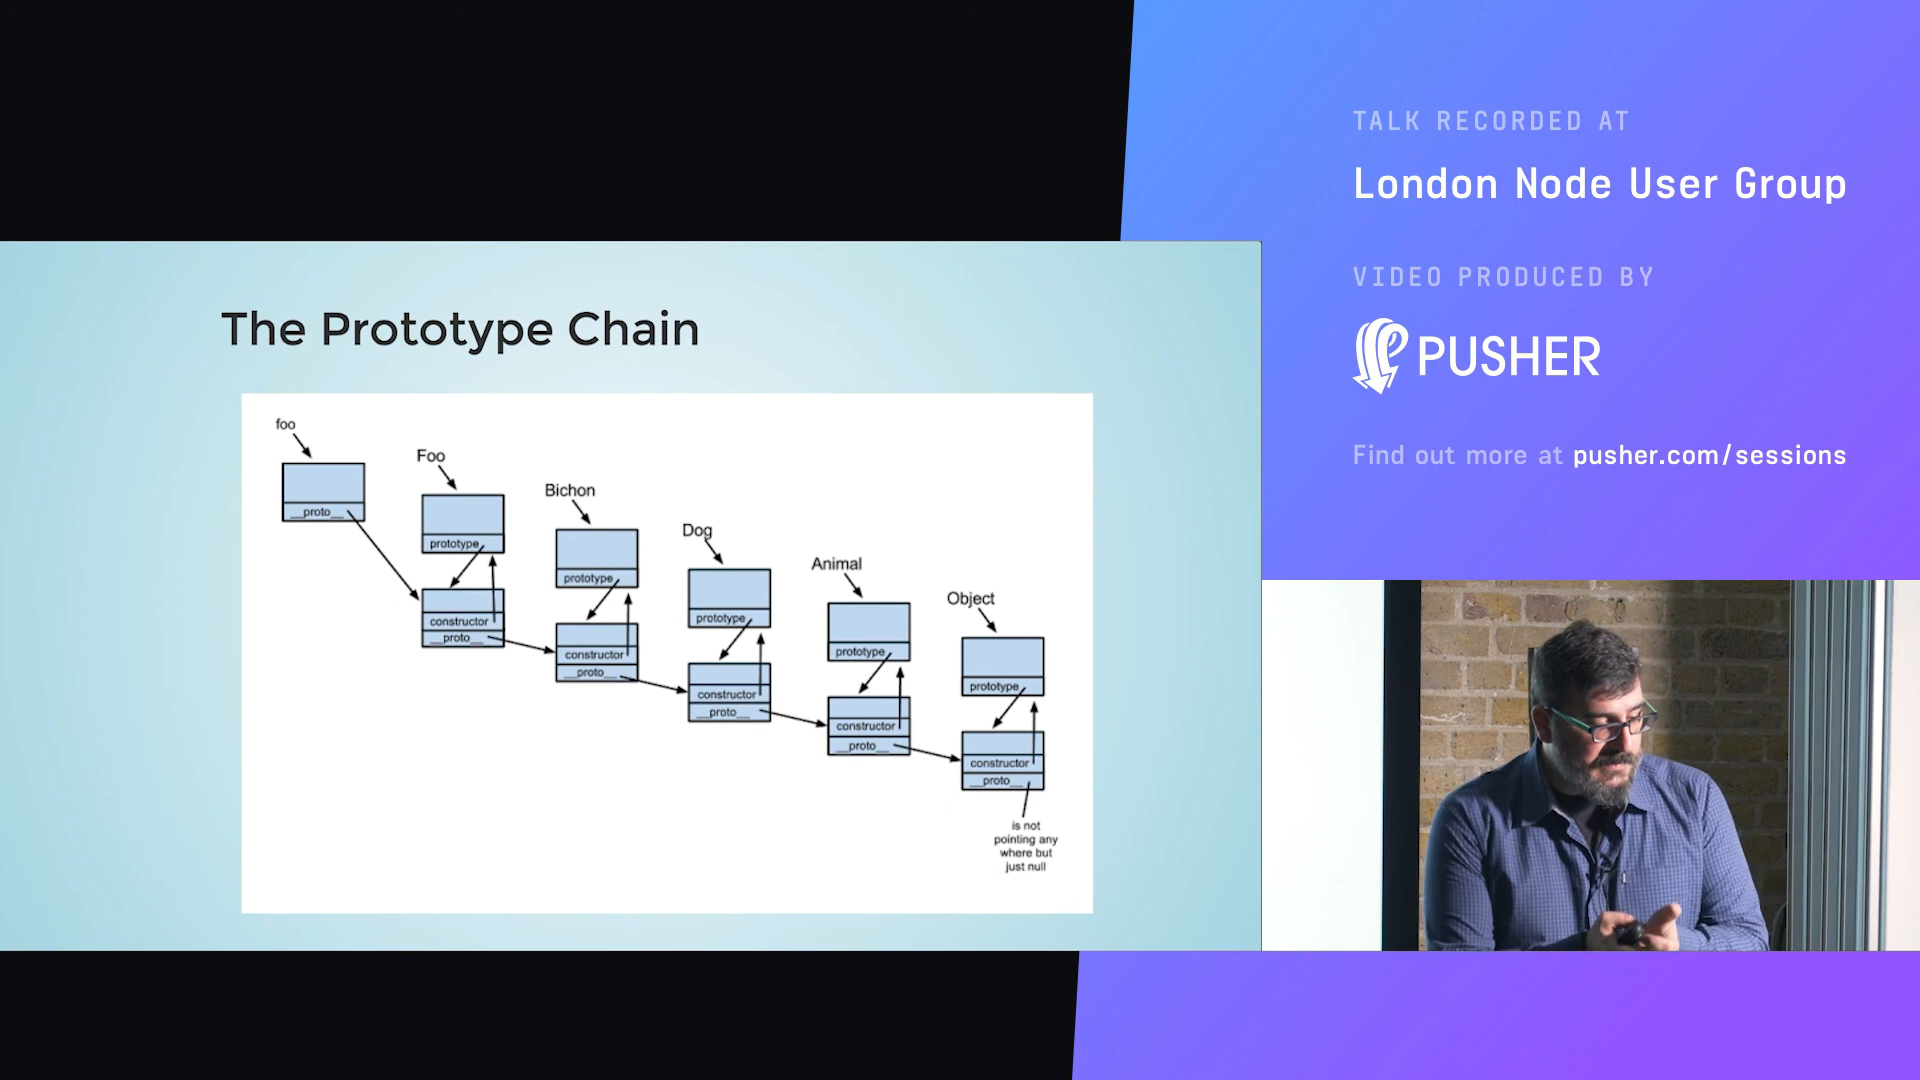 TALK RECORDED AT
London Node User Group
VIDEO PRODUCED BY
PUSHER
Find out more at pusher.com/sessions
The Prototype Chain
foo
__proto__
Foo
prototype
constructor
__proto__
Bichon
prototype
constructor
__proto__
Dog
prototype
constructor
__proto__
Animal
prototype
constructor
__proto__
Object
prototype
constructor
__proto__
is not
pointing any
where but
just null